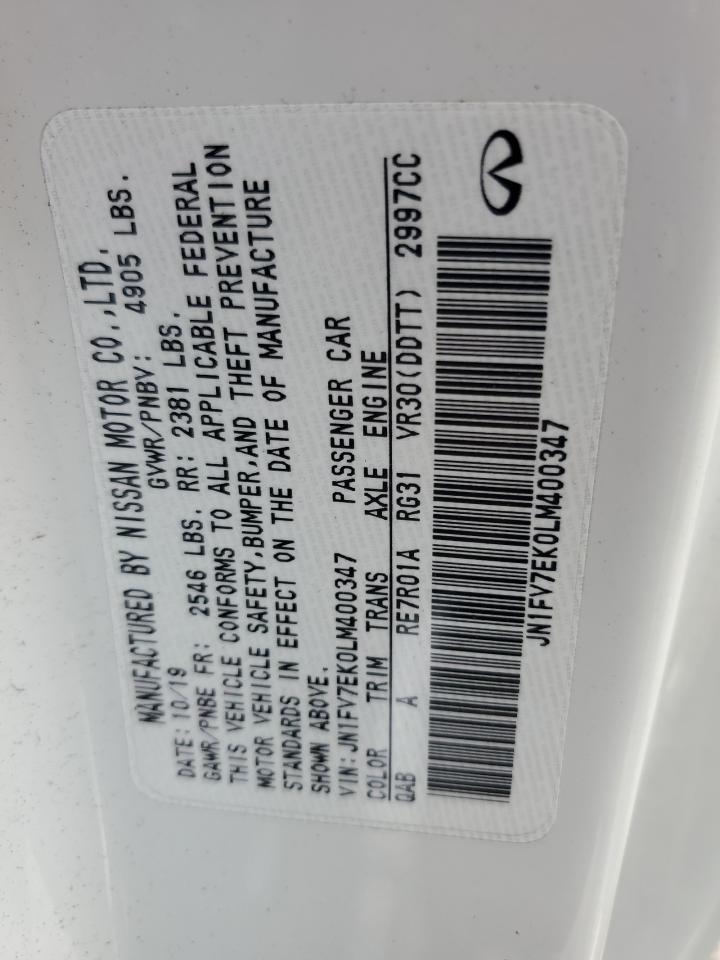 MANUFACTURED BY NISSAN MOTOR CO.,LTD.
DATE: 10/19 GVWR/PNBV: 4905 LBS.
GAWR/PNBE FR: 2546 LBS. RR: 2381 LBS.
THIS VEHICLE CONFORMS TO ALL APPLICABLE FEDERAL
MOTOR VEHICLE SAFETY,BUMPER,AND THEFT PREVENTION
STANDARDS IN EFFECT ON THE DATE OF MANUFACTURE
SHOWN ABOVE.
VIN: JN1FV7EK0LM400347 PASSENGER CAR
COLOR TRIM TRANS AXLE ENGINE
QAB A RE7R01A RG31 VR30(DDTT) 2997CC
JN1FV7EK0LM400347